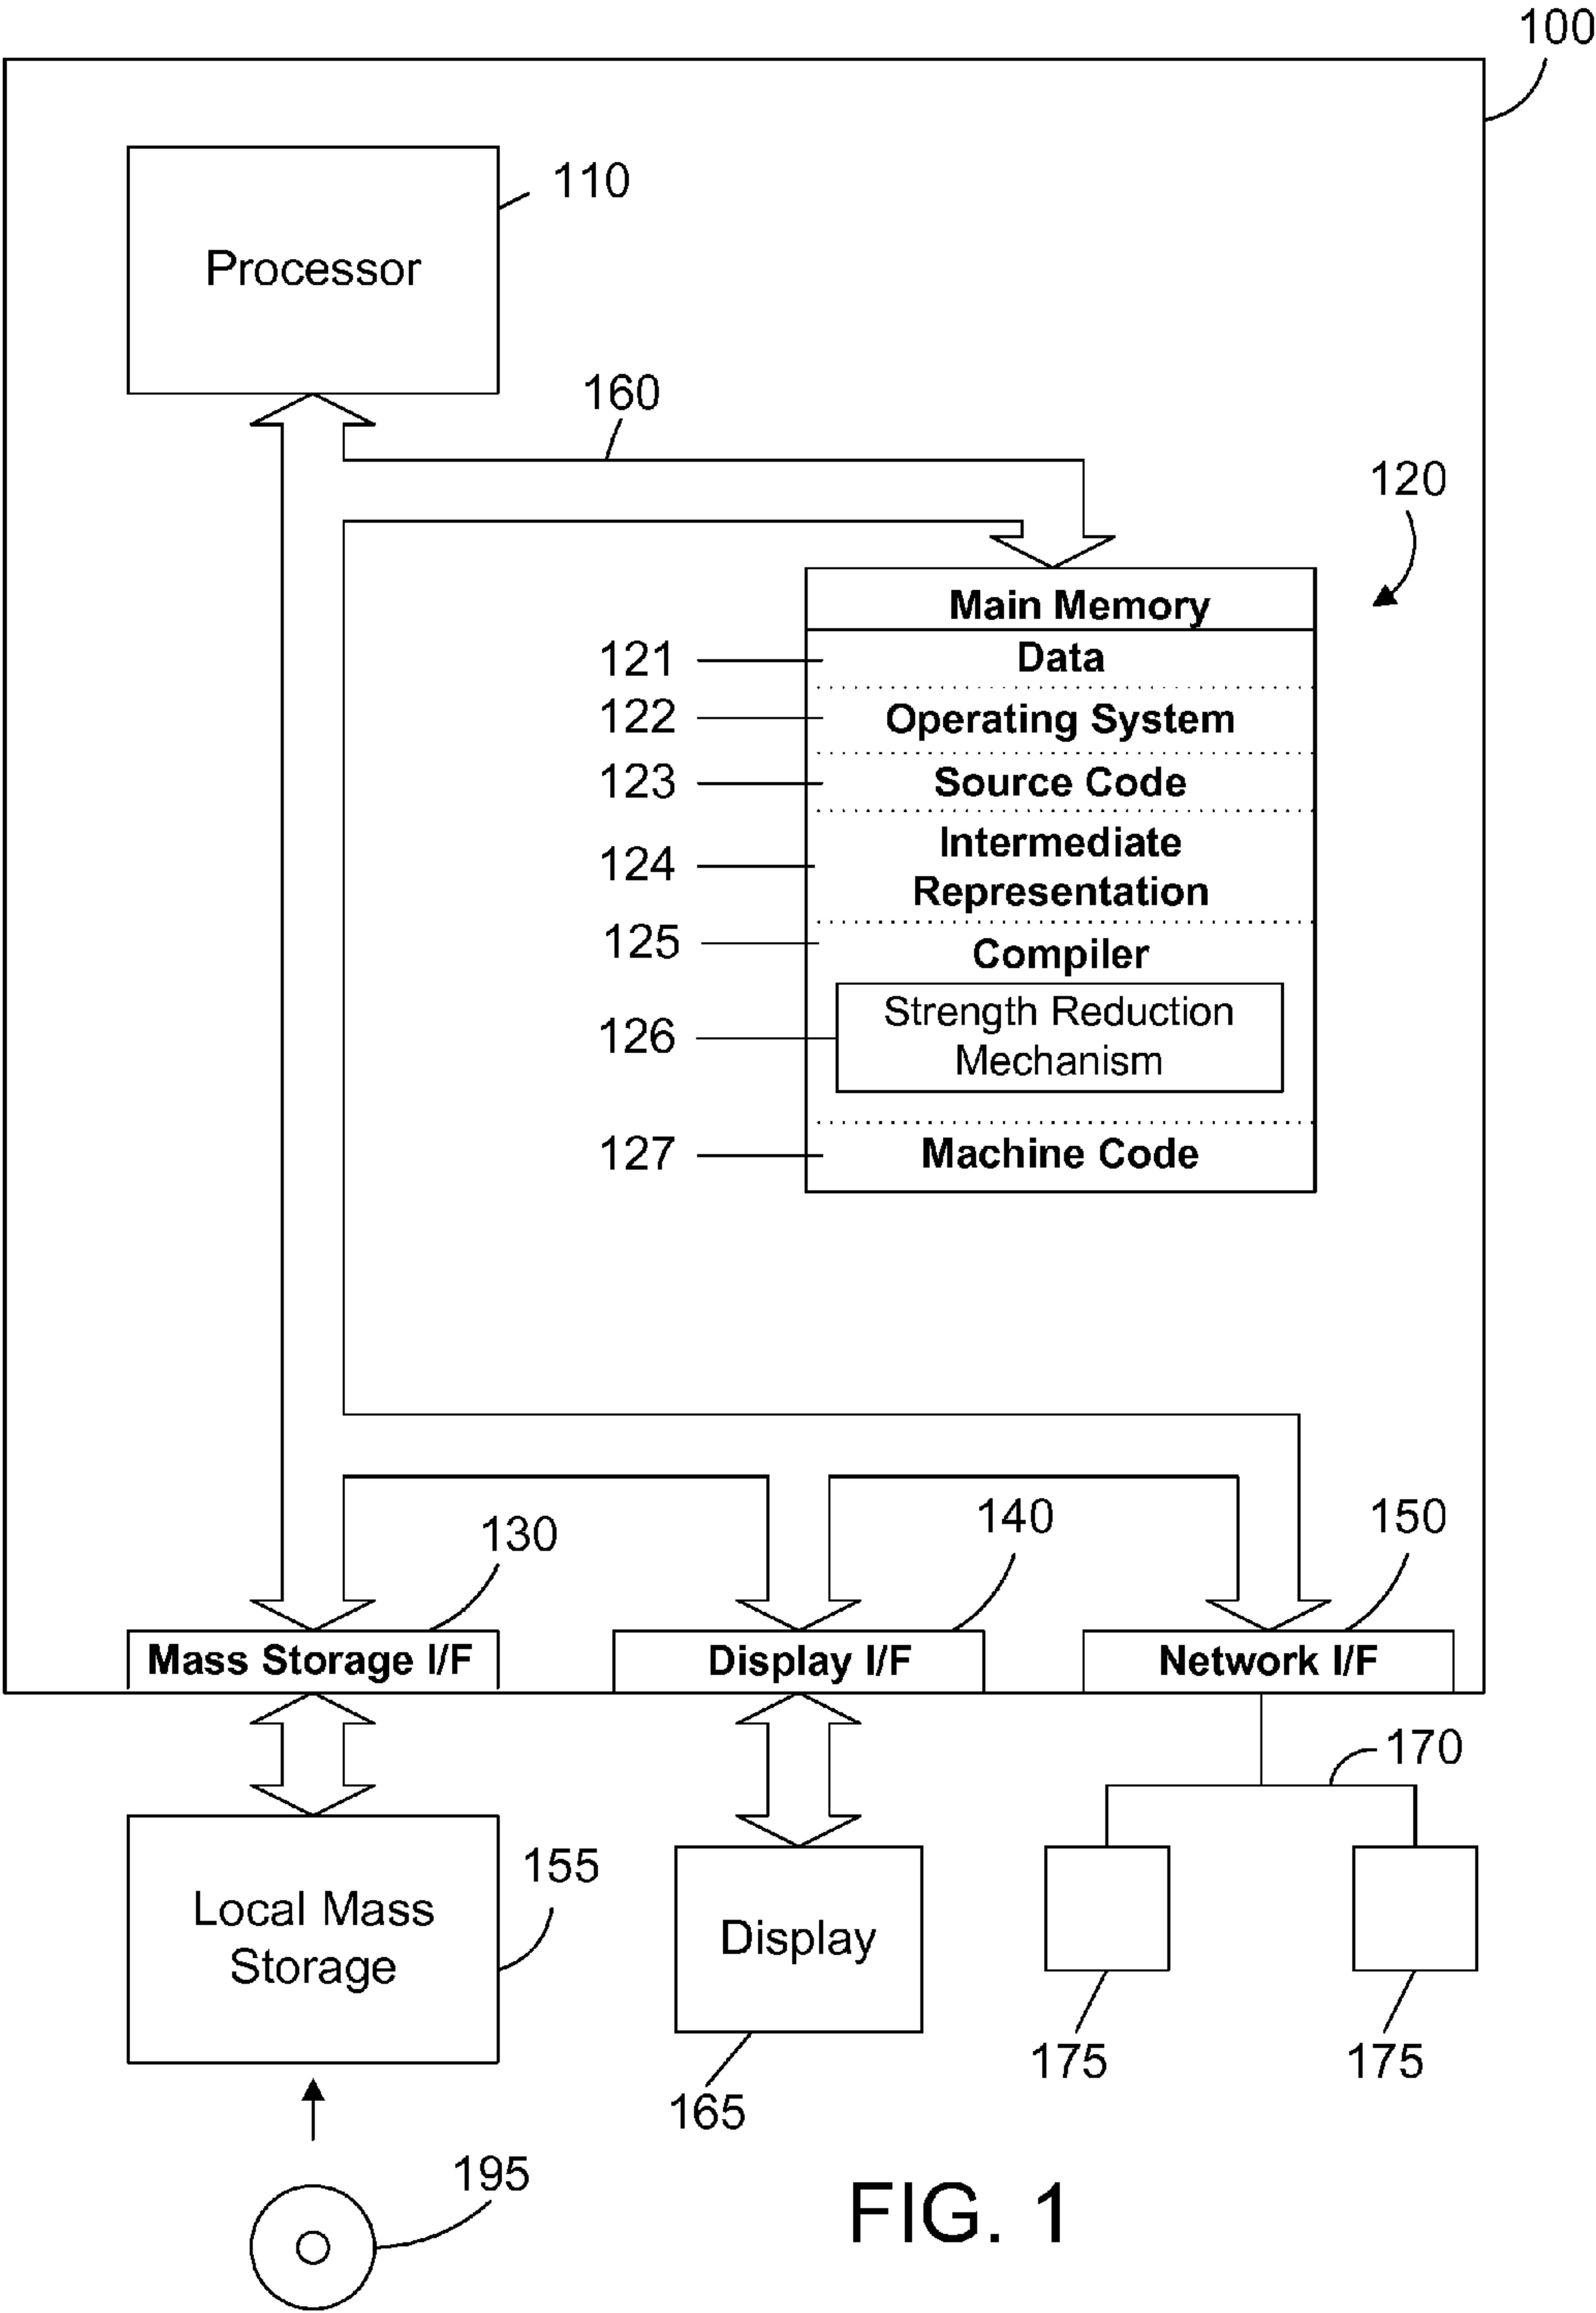 100
110
Processor
160
120
Main Memory
121
Data
122
Operating System
123
Source Code
124
Intermediate
Representation
125
Compiler
126
Strength Reduction
Mechanism
127
Machine Code
130
140
150
Mass Storage I/F
Display I/F
Network I/F
170
155
Local Mass
Storage
Display
175
175
165
195
FIG. 1